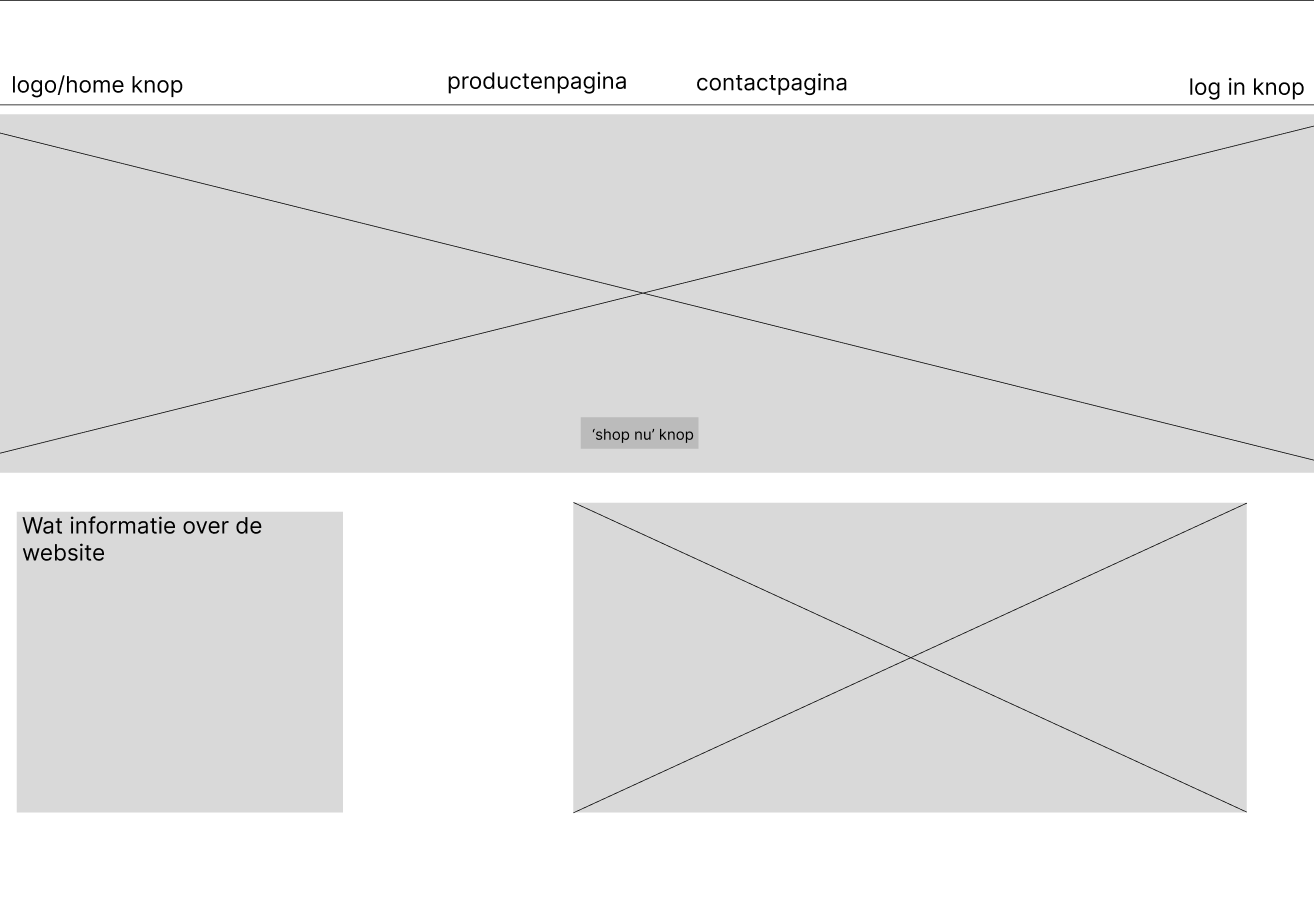 logo/home knop
productenpagina
contactpagina
log in knop
‘shop nu’ knop
Wat informatie over de
website